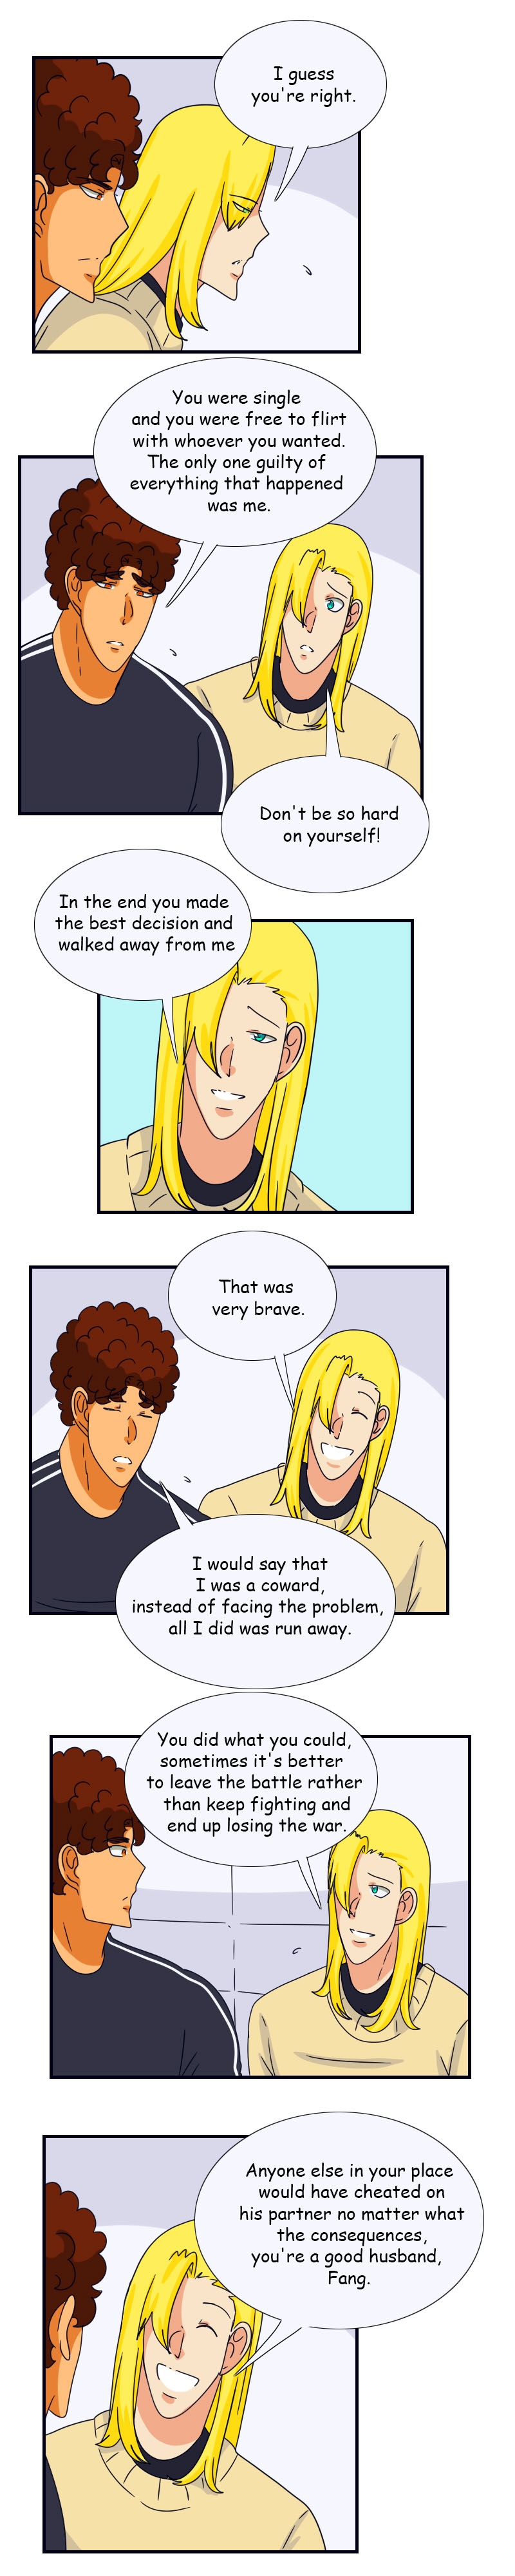 I guess
you're right.
You were single
and you were free to flirt
with whoever you wanted.
The only one guilty of
everything that happened
was me.
Don't be so hard
on yourself!
In the end you made
the best decision and
walked away from me
That was
very brave.
I would say that
I was a coward,
instead of facing the problem,
all I did was run away.
You did what you could,
sometimes it's better
to leave the battle rather
than keep fighting and
end up losing the war.
Anyone else in your place
would have cheated on
his partner no matter what
the consequences,
you're a good husband,
Fang.